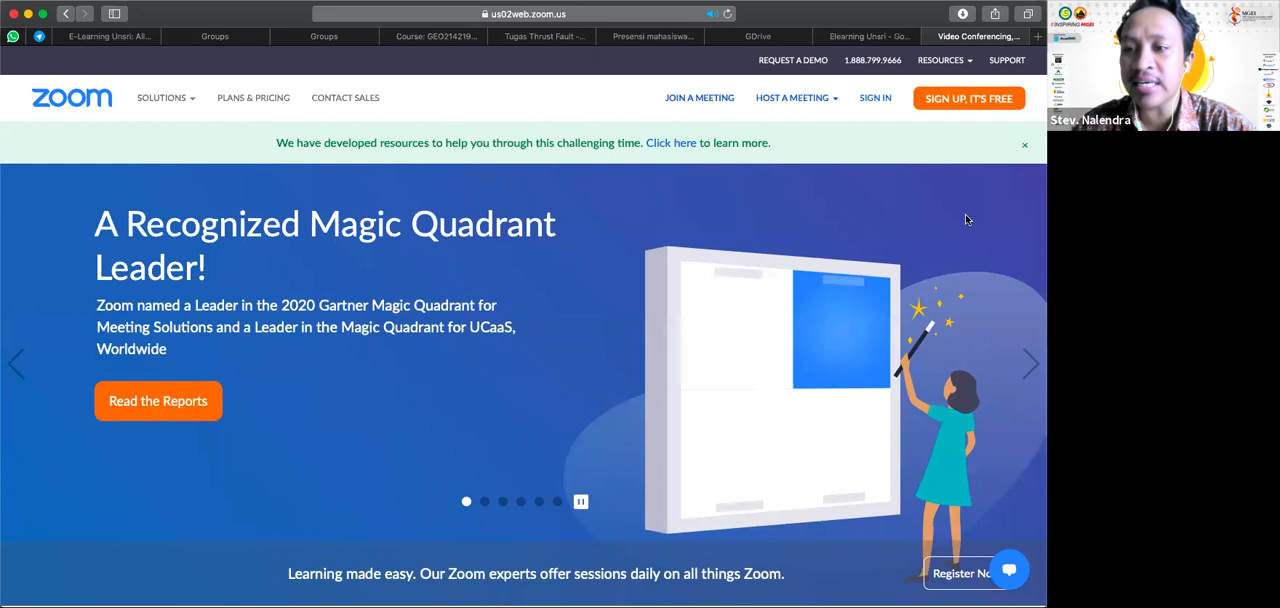 us02web.zoom.us
E-Learning Unsri: Ali...
Groups
Groups
Course: GEO214219...
Tugas Thrust Fault -...
Presensi mahasiswa...
GDrive
Elearning Unsri - Go...
Video Conferencing,...
REQUEST A DEMO
1.888.799.9666
RESOURCES
SUPPORT
zoom
SOLUTIONS
PLANS & PRICING
CONTACT SALES
JOIN A MEETING
HOST A MEETING
SIGN IN
SIGN UP, IT'S FREE
We have developed resources to help you through this challenging time. Click here to learn more.
A Recognized Magic Quadrant
Leader!
Zoom named a Leader in the 2020 Gartner Magic Quadrant for
Meeting Solutions and a Leader in the Magic Quadrant for UCaaS,
Worldwide
Read the Reports
Learning made easy. Our Zoom experts offer sessions daily on all things Zoom.
Register No
MGEI
Stev. Nalendra